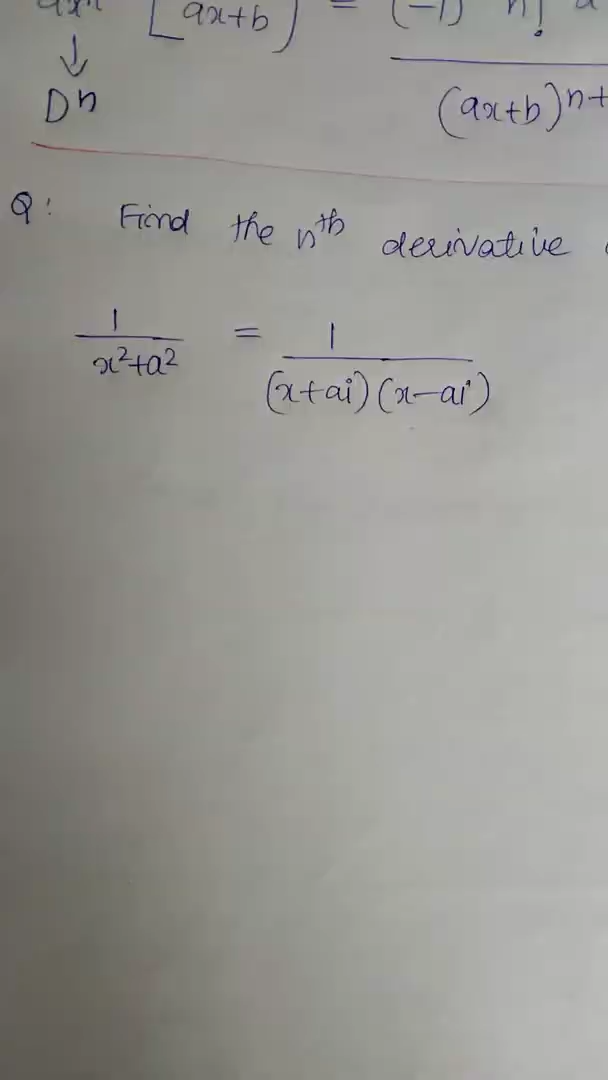 [ax+b] = (-1) n! a
↓
Dⁿ
(ax+b)ⁿ⁺
Q: Find the nᵗʰ derivative
1/(x²+a²) = 1/((x+ai)(x-ai))